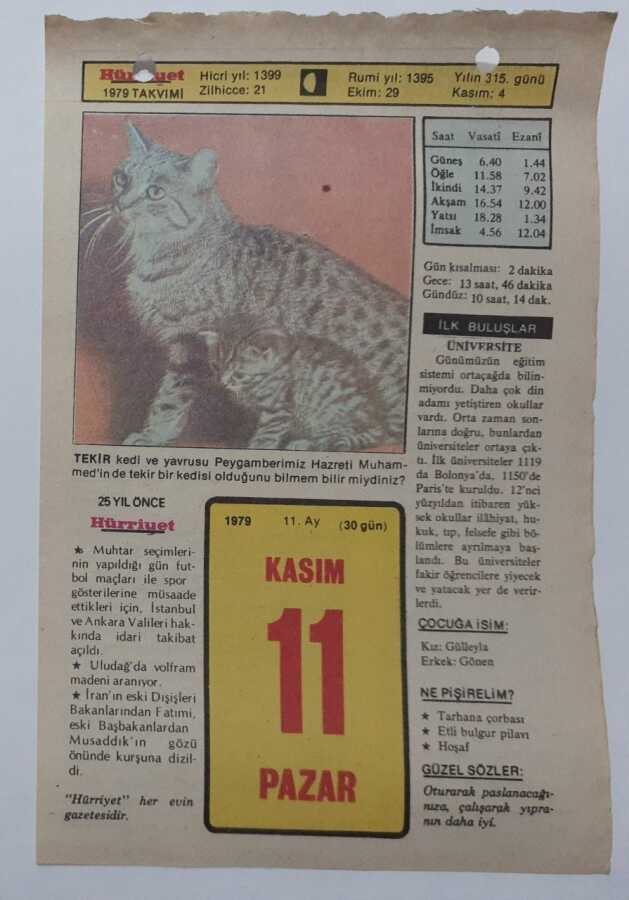 Hürriyet
1979 TAKVİMİ
Hicri yıl: 1399
Zilhicce: 21
Rumi yıl: 1395
Ekim: 29
Yılın 315. günü
Kasım: 4
Saat Vasatî Ezanî
Güneş 6.40 1.44
Öğle 11.58 7.02
İkindi 14.37 9.42
Akşam 16.54 12.00
Yatsı 18.28 1.34
İmsak 4.56 12.04
Gün kısalması: 2 dakika
Gece: 13 saat, 46 dakika
Gündüz: 10 saat, 14 dak.
İLK BULUŞLAR
ÜNİVERSİTE
Günümüzün eğitim
sistemi ortaçağda bilin-
miyordu. Daha çok din
adamı yetiştiren okullar
vardı. Orta zaman son-
larına doğru, bunlardan
üniversiteler ortaya çık-
tı. İlk üniversiteler 1119
da Bolonya'da, 1150'de
Paris'te kuruldu. 12'nci
yüzyıldan itibaren yük-
sek okullar ilâhiyat, hu-
kuk, tıp, felsefe gibi bö-
lümlere ayrılmaya baş-
landı. Bu üniversiteler
fakir öğrencilere yiyecek
ve yatacak yer de verir-
lerdi.
ÇOCUĞA İSİM:
Kız: Gülleyla
Erkek: Gönen
NE PİŞİRELİM?
★ Tarhana çorbası
★ Etli bulgur pilavı
★ Hoşaf
GÜZEL SÖZLER:
Oturarak paslanacağı-
nıza, çalışarak yıpra-
nın daha iyi.
TEKİR kedi ve yavrusu Peygamberimiz Hazreti Muham-
med'in de tekir bir kedisi olduğunu bilmem bilir miydiniz?
25 YIL ÖNCE
Hürriyet
★ Muhtar seçimleri-
nin yapıldığı gün fut-
bol maçları ile spor
gösterilerine müsaade
ettikleri için, İstanbul
ve Ankara Valileri hak-
kında idari takibat
açıldı.
★ Uludağ'da volfram
madeni aranıyor.
★ İran'ın eski Dışişleri
Bakanlarından Fatımi,
eski Başbakanlardan
Musaddık'ın gözü
önünde kurşuna dizil-
di.
"Hürriyet" her evin
gazetesidir.
1979 11. Ay (30 gün)
KASIM
11
PAZAR